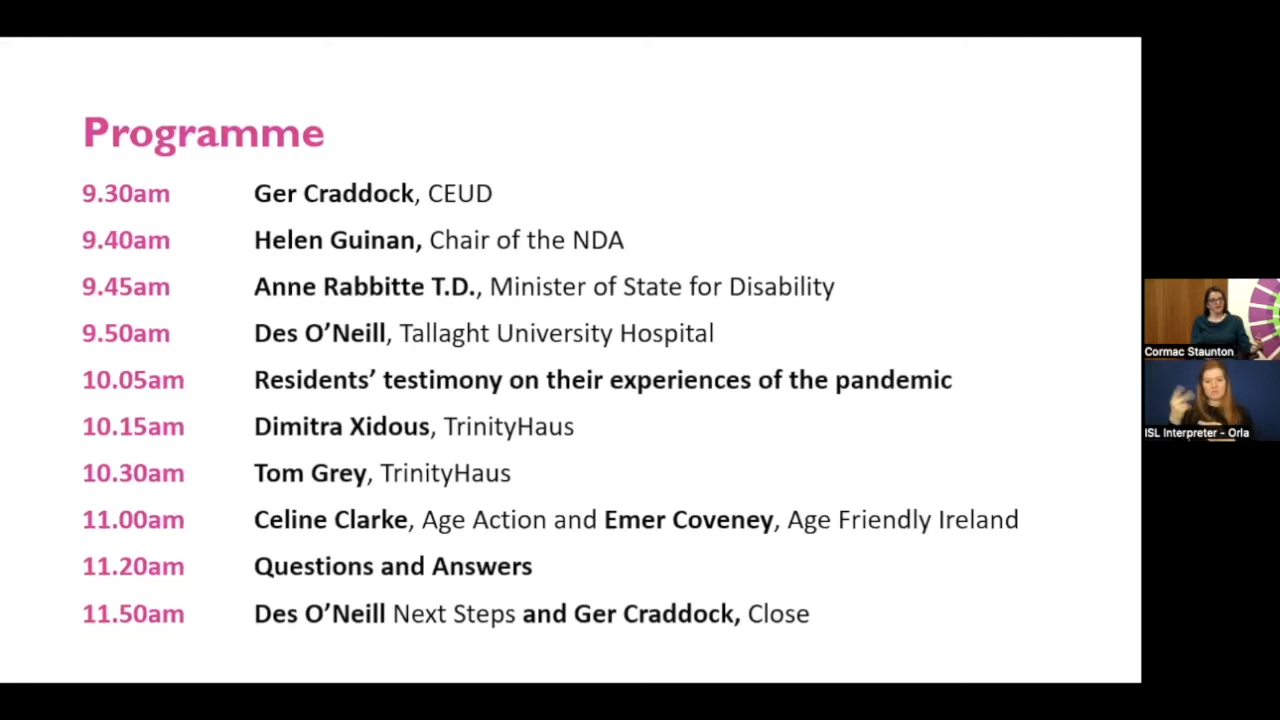 Programme
9.30am Ger Craddock, CEUD
9.40am Helen Guinan, Chair of the NDA
9.45am Anne Rabbitte T.D., Minister of State for Disability
9.50am Des O’Neill, Tallaght University Hospital
10.05am Residents’ testimony on their experiences of the pandemic
10.15am Dimitra Xidous, TrinityHaus
10.30am Tom Grey, TrinityHaus
11.00am Celine Clarke, Age Action and Emer Coveney, Age Friendly Ireland
11.20am Questions and Answers
11.50am Des O’Neill Next Steps and Ger Craddock, Close
Cormac Staunton
ISL Interpreter - Orla